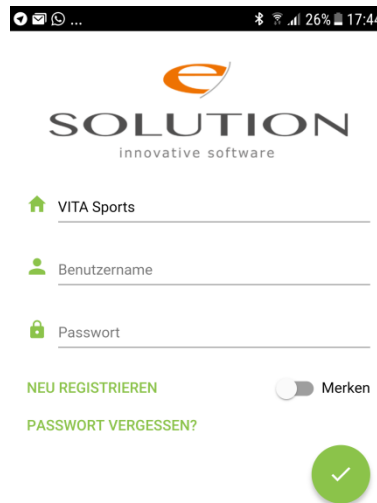 ... 26% 17:44
e
SOLUTION
innovative software
VITA Sports
Benutzername
Passwort
NEU REGISTRIEREN Merken
PASSWORT VERGESSEN?